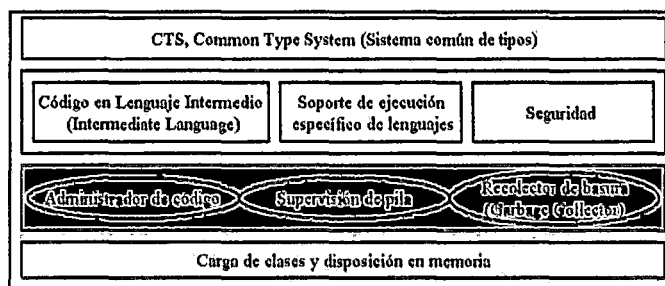 CTS, Common Type System (Sistema común de tipos)
Código en Lenguaje Intermedio
(Intermediate Language)
Soporte de ejecución
específico de lenguajes
Seguridad
Administrador de código
Supervisión de pila
Recolector de basura
(Garbage Collector)
Carga de clases y disposición en memoria